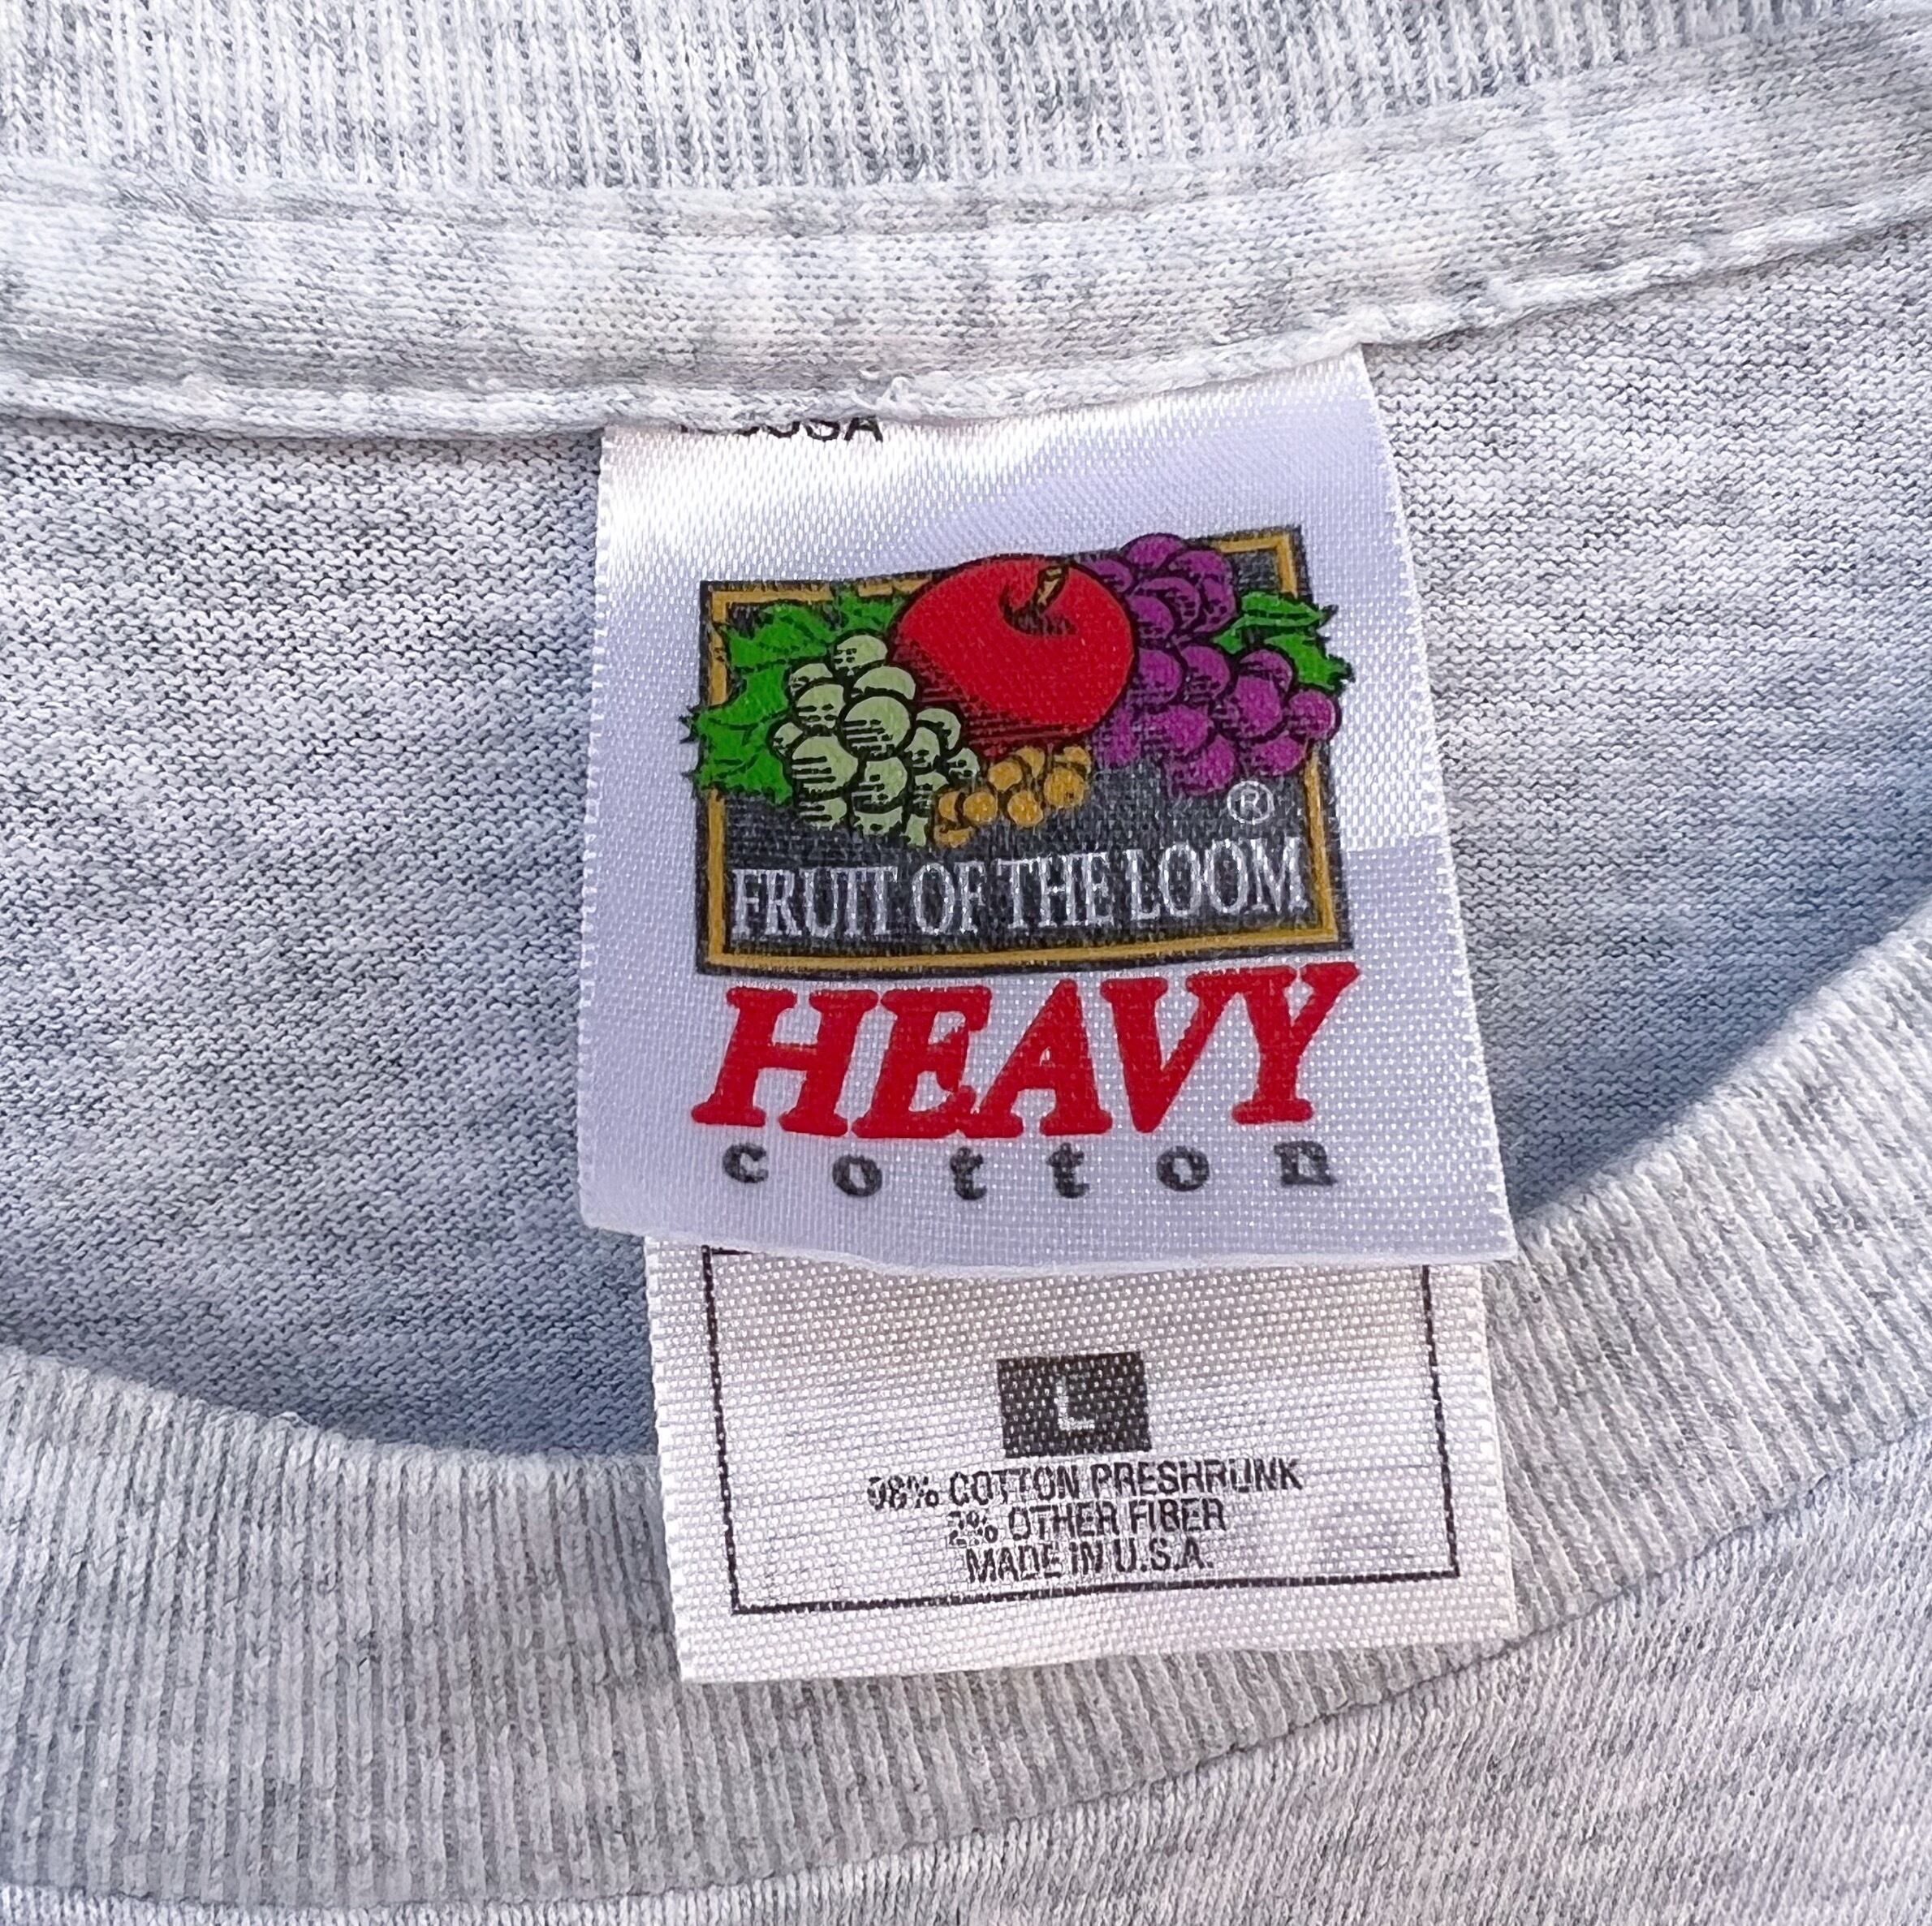 ®
FRUIT OF THE LOOM
HEAVY
cotton
L
98% COTTON PRESHRUNK
2% OTHER FIBER
MADE IN U.S.A.